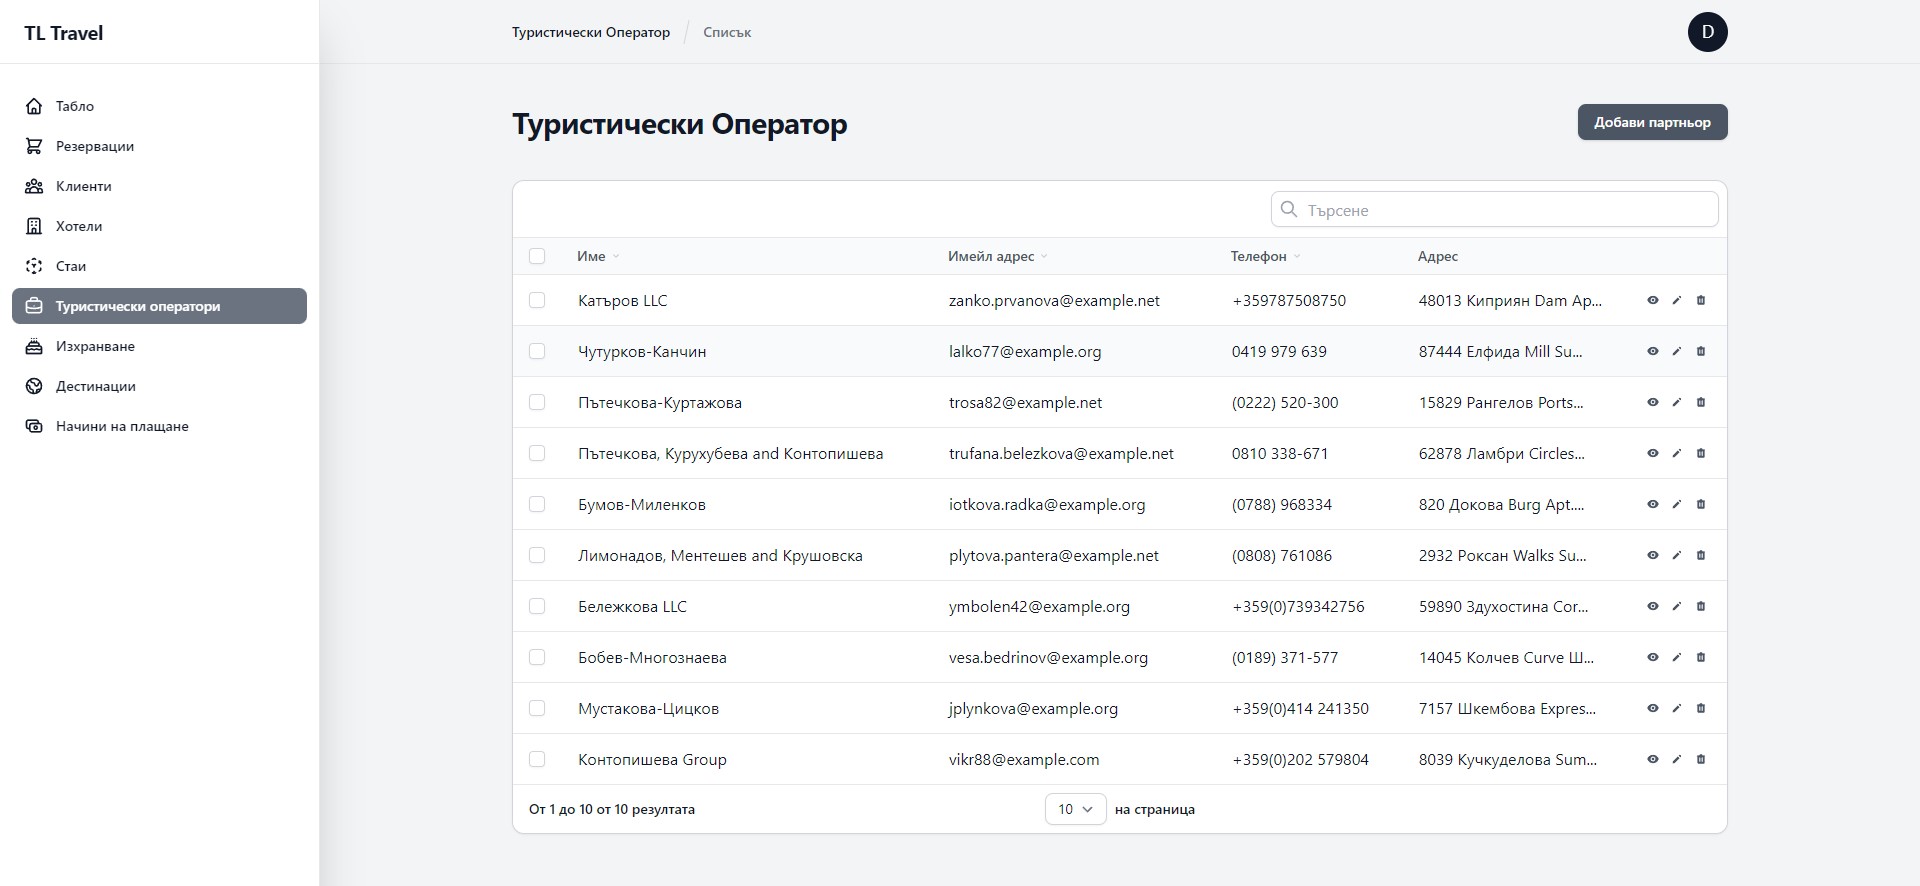 TL Travel
Туристически Оператор Списък
D
Табло
Резервации
Клиенти
Хотели
Стаи
Туристически оператори
Изхранване
Дестинации
Начини на плащане
Туристически Оператор
Добави партньор
Търсене
Име Имейл адрес Телефон Адрес
Катъров LLC zanko.prvanova@example.net +359787508750 48013 Киприян Dam Ap...
Чутурков-Канчин lalko77@example.org 0419 979 639 87444 Елфида Mill Su...
Пътечкова-Куртажова trosa82@example.net (0222) 520-300 15829 Рангелов Ports...
Пътечкова, Курухубева and Контопишева trufana.belezkova@example.net 0810 338-671 62878 Ламбри Circles...
Бумов-Миленков iotkova.radka@example.org (0788) 968334 820 Докова Burg Apt....
Лимонадов, Ментешев and Крушовска plytova.pantera@example.net (0808) 761086 2932 Роксан Walks Su...
Бележкова LLC ymbolen42@example.org +359(0)739342756 59890 Здухостина Cor...
Бобев-Многознаева vesa.bedrinov@example.org (0189) 371-577 14045 Колчев Curve Ш...
Мустакова-Цицков jplynkova@example.org +359(0)414 241350 7157 Шкембова Expres...
Контопишева Group vikr88@example.com +359(0)202 579804 8039 Кучкуделова Sum...
От 1 до 10 от 10 резултата 10 на страница